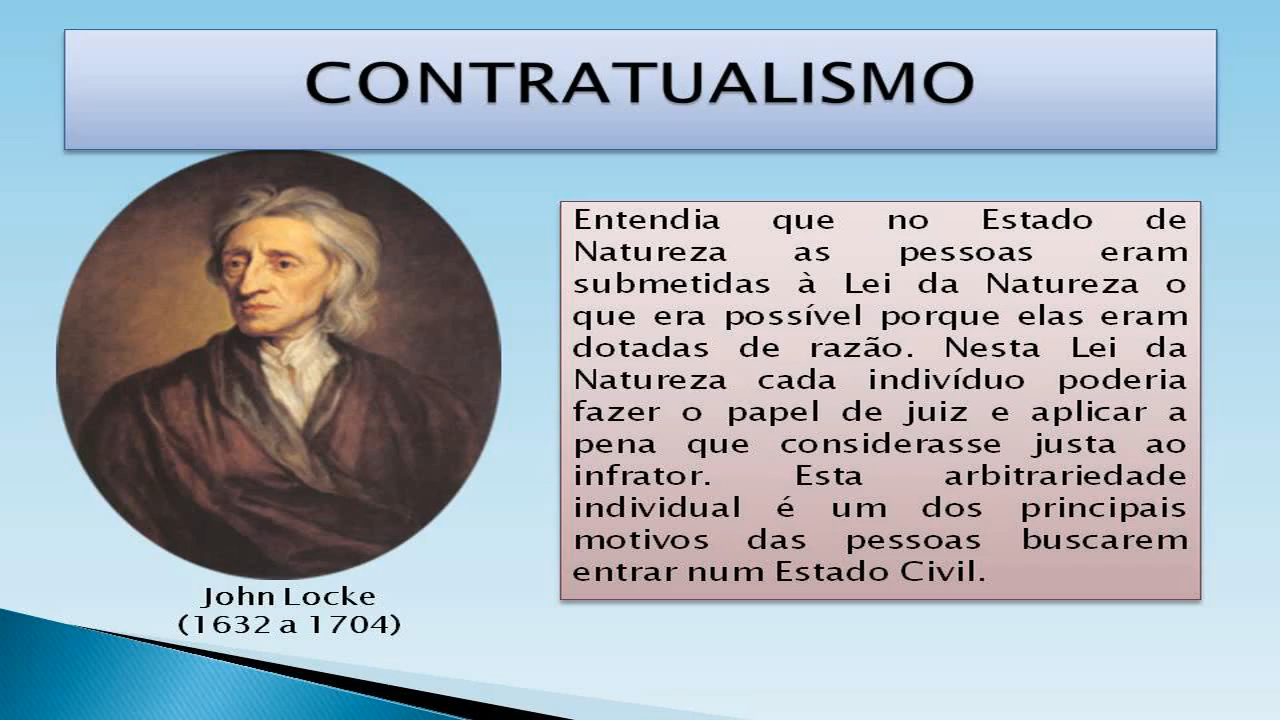 CONTRATUALISMO
Entendia que no Estado de
Natureza as pessoas eram
submetidas à Lei da Natureza o
que era possível porque elas eram
dotadas de razão. Nesta Lei da
Natureza cada indivíduo poderia
fazer o papel de juiz e aplicar a
pena que considerasse justa ao
infrator. Esta arbitrariedade
individual é um dos principais
motivos das pessoas buscarem
entrar num Estado Civil.
John Locke
(1632 a 1704)